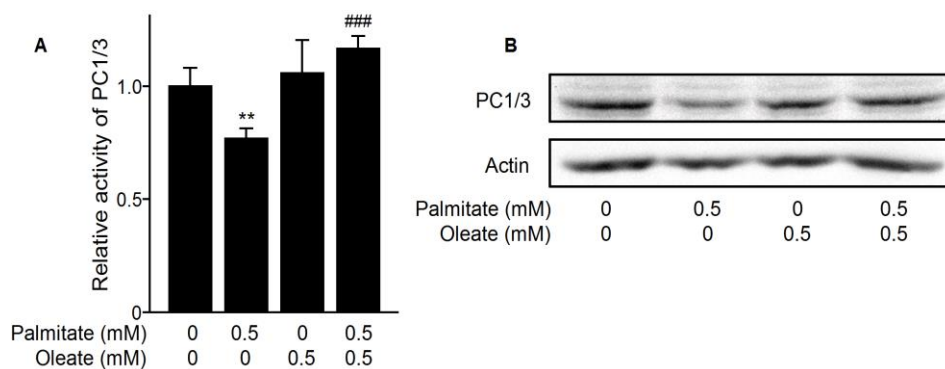 A
Relative activity of PC1/3
###
1.0
**
0.5
0
Palmitate (mM) 0 0.5 0 0.5
Oleate (mM) 0 0 0.5 0.5
B
PC1/3
Actin
Palmitate (mM) 0 0.5 0 0.5
Oleate (mM) 0 0 0.5 0.5